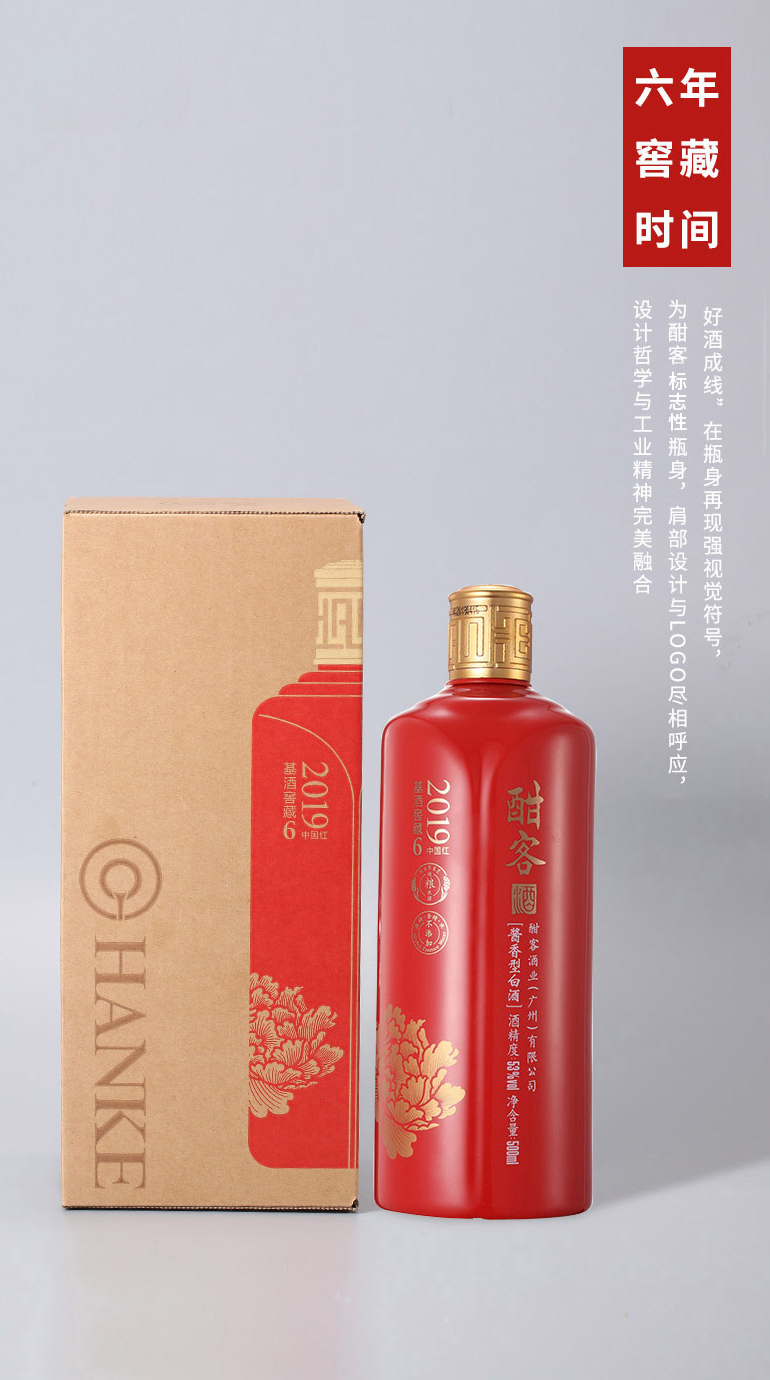 六年
窖藏
时间
好酒成线”在瓶身再现强视觉符号，
为酣客标志性瓶身，肩部设计与LOGO尽相呼应，
设计哲学与工业精神完美融合
2019
中国红
基酒窖藏6
CHANKE
2019
中国红
基酒窖藏6
粮
不添加
酣客
酒
酣客酒业(广州)有限公司
[酱香型白酒]酒精度:53%vol 净含量:500ml